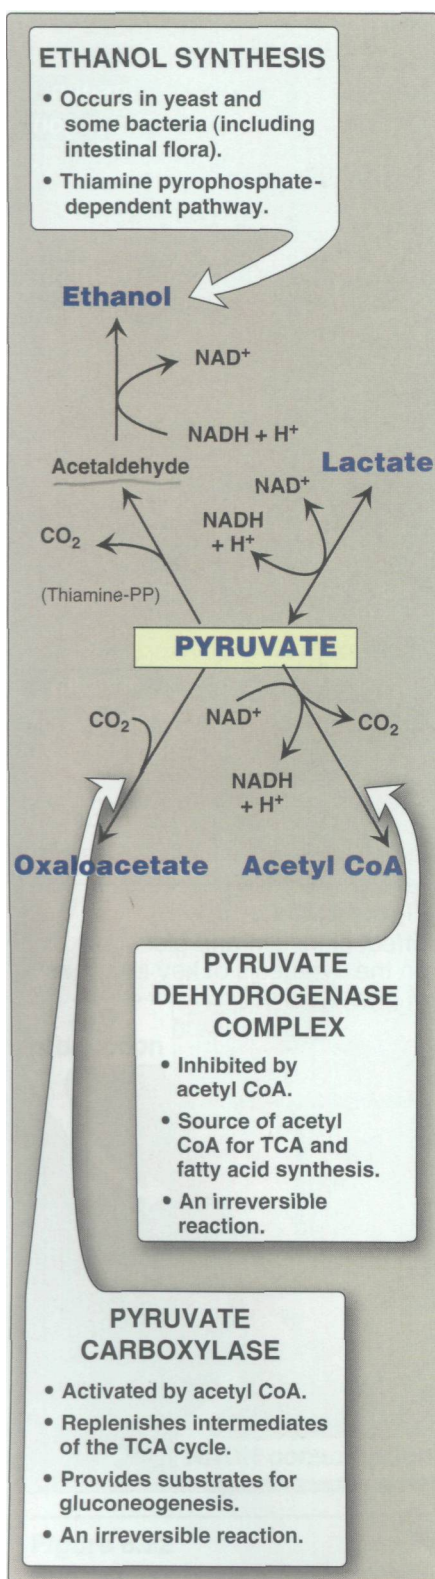 ETHANOL SYNTHESIS
• Occurs in yeast and
some bacteria (including
intestinal flora).
• Thiamine pyrophosphate-
dependent pathway.
Ethanol
NAD⁺
NADH + H⁺
Acetaldehyde
Lactate
NAD⁺
NADH
+ H⁺
CO₂
(Thiamine-PP)
PYRUVATE
CO₂
NAD⁺
CO₂
NADH
+ H⁺
Oxaloacetate
Acetyl CoA
PYRUVATE
DEHYDROGENASE
COMPLEX
• Inhibited by
acetyl CoA.
• Source of acetyl
CoA for TCA and
fatty acid synthesis.
• An irreversible
reaction.
PYRUVATE
CARBOXYLASE
• Activated by acetyl CoA.
• Replenishes intermediates
of the TCA cycle.
• Provides substrates for
gluconeogenesis.
• An irreversible reaction.